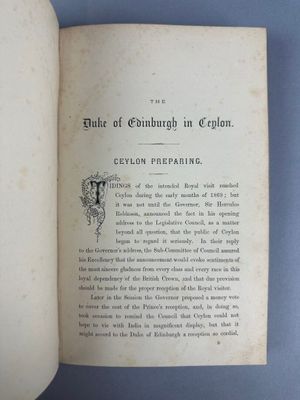 THE
Duke of Edinburgh in Ceylon.
CEYLON PREPARING.
TIDINGS of the intended Royal visit reached
Ceylon during the early months of 1869; but
it was not until the Governor, Sir Hercules
Robinson, announced the fact in his opening
address to the Legislative Council, as a matter
beyond all question, that the public of Ceylon
began to regard it seriously. In their reply
to the Governor's address, the Sub-Committee of Council assured
his Excellency that the announcement would evoke sentiments of
the most sincere gladness from every class and every race in this
loyal dependency of the British Crown, and that due provision
should be made for the proper reception of the Royal visitor.
Later in the Session the Governor proposed a money vote
to cover the cost of the Prince's reception, and, in doing so,
took occasion to remind the Council that Ceylon could not
hope to vie with India in magnificent display, but that it
might accord to the Duke of Edinburgh a reception so cordial,